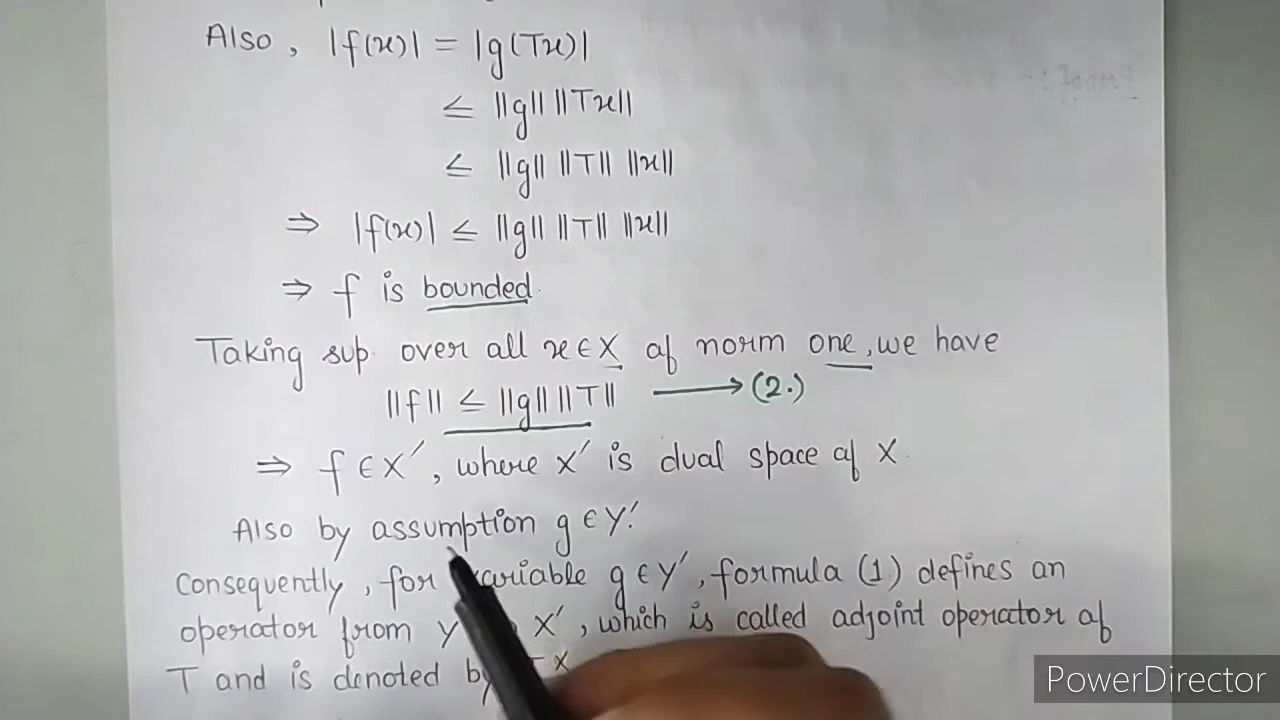 Also, |f(x)| = |g(Tx)|
≤ ||g|| ||Tx||
≤ ||g|| ||T|| ||x||
⇒ |f(x)| ≤ ||g|| ||T|| ||x||
⇒ f is bounded.
Taking sup. over all x∈X of norm one, we have
||f|| ≤ ||g|| ||T|| ⟶ (2.)
⇒ f ∈ X′, where X′ is dual space of X.
Also by assumption g ∈ Y′.
Consequently, for variable g ∈ Y′, formula (1) defines an
operator from Y X′, which is called adjoint operator of
T and is denoted by
PowerDirector